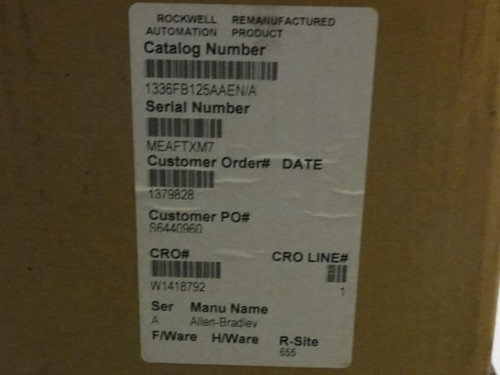 ROCKWELL REMANUFACTURED
AUTOMATION PRODUCT
Catalog Number
1336FB125AAEN/A
Serial Number
MEAFTXM7
Customer Order# DATE
1379828
Customer PO#
S6440960
CRO# CRO LINE#
W1418792 1
Ser Manu Name
A Allen-Bradley
F/Ware H/Ware R-Site
655